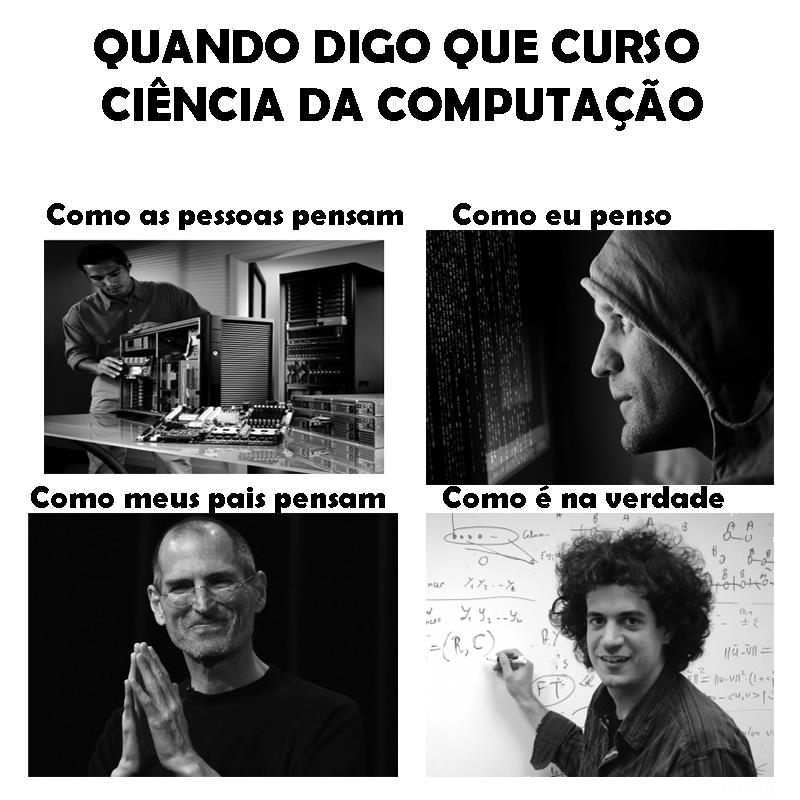 QUANDO DIGO QUE CURSO
CIÊNCIA DA COMPUTAÇÃO
Como as pessoas pensam
Como eu penso
Como meus pais pensam
Como é na verdade
= (R, C)